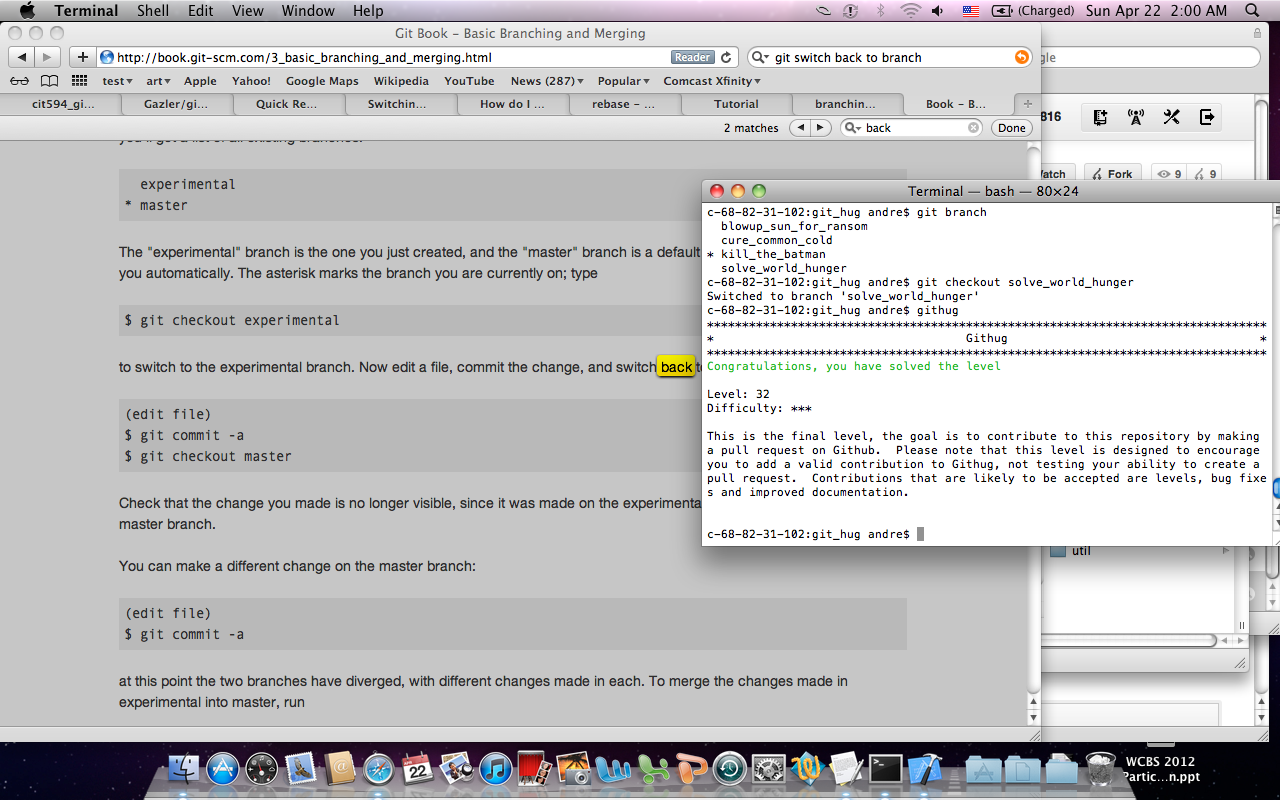 Terminal Shell Edit View Window Help (Charged) Sun Apr 22 2:00 AM
Git Book – Basic Branching and Merging
http://book.git-scm.com/3_basic_branching_and_merging.html Reader git switch back to branch
gle
test art Apple Yahoo! Google Maps Wikipedia YouTube News (287) Popular Comcast Xfinity
cit594_gi... Gazler/gi... Quick Re... Switchin... How do I ... rebase – ... Tutorial branchin... Book – B...
816
2 matches back Done
experimental
* master
Fork 9 9
The "experimental" branch is the one you just created, and the "master" branch is a default
you automatically. The asterisk marks the branch you are currently on; type
$ git checkout experimental
to switch to the experimental branch. Now edit a file, commit the change, and switch back
(edit file)
$ git commit -a
$ git checkout master
Check that the change you made is no longer visible, since it was made on the experimenta
master branch.
You can make a different change on the master branch:
(edit file)
$ git commit -a
at this point the two branches have diverged, with different changes made in each. To merge the changes made in
experimental into master, run
Terminal — bash — 80×24
c-68-82-31-102:git_hug andre$ git branch
blowup_sun_for_ransom
cure_common_cold
* kill_the_batman
solve_world_hunger
c-68-82-31-102:git_hug andre$ git checkout solve_world_hunger
Switched to branch 'solve_world_hunger'
c-68-82-31-102:git_hug andre$ githug
********************************************************************************
* Githug *
********************************************************************************
Congratulations, you have solved the level
Level: 32
Difficulty: ***
This is the final level, the goal is to contribute to this repository by making
a pull request on Github.  Please note that this level is designed to encourage
you to add a valid contribution to Githug, not testing your ability to create a
pull request.  Contributions that are likely to be accepted are levels, bug fixe
s and improved documentation.
c-68-82-31-102:git_hug andre$
util
22
WCBS 2012
Partic...n.ppt